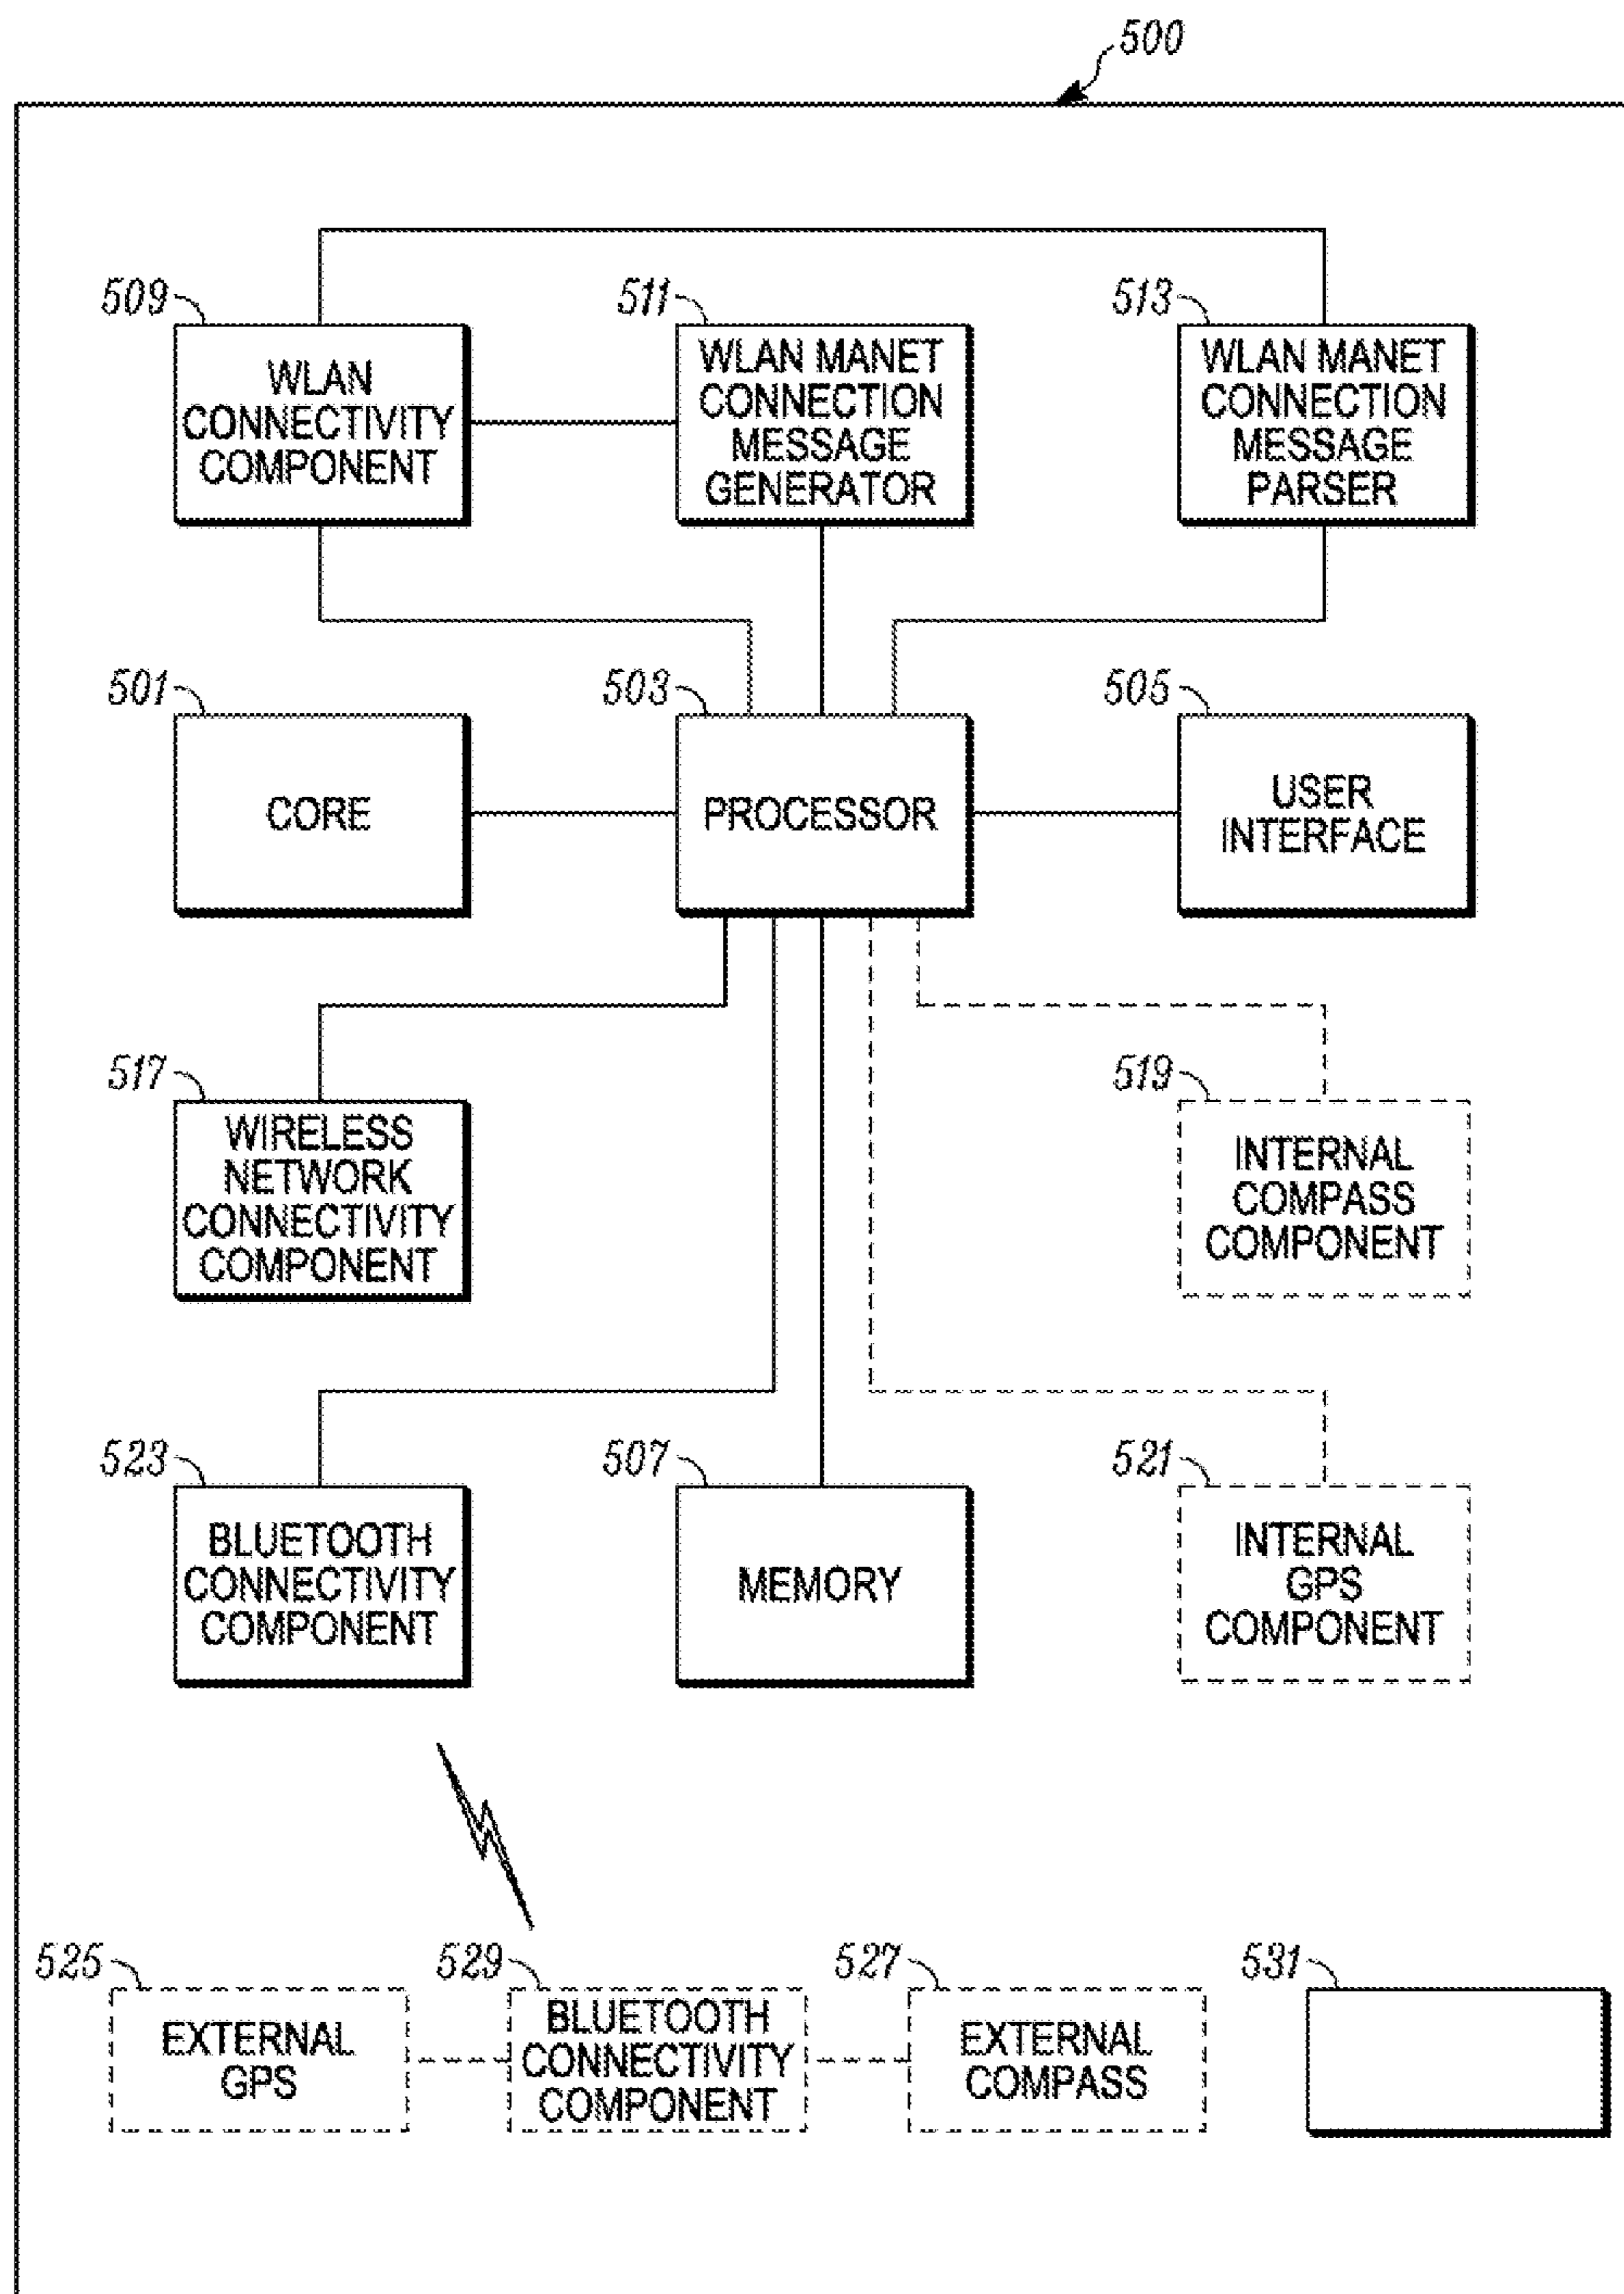 500
509
WLAN
CONNECTIVITY
COMPONENT
511
WLAN MANET
CONNECTION
MESSAGE
GENERATOR
513
WLAN MANET
CONNECTION
MESSAGE
PARSER
501
CORE
503
PROCESSOR
505
USER
INTERFACE
517
WIRELESS
NETWORK
CONNECTIVITY
COMPONENT
519
INTERNAL
COMPASS
COMPONENT
523
BLUETOOTH
CONNECTIVITY
COMPONENT
507
MEMORY
521
INTERNAL
GPS
COMPONENT
525
EXTERNAL
GPS
529
BLUETOOTH
CONNECTIVITY
COMPONENT
527
EXTERNAL
COMPASS
531